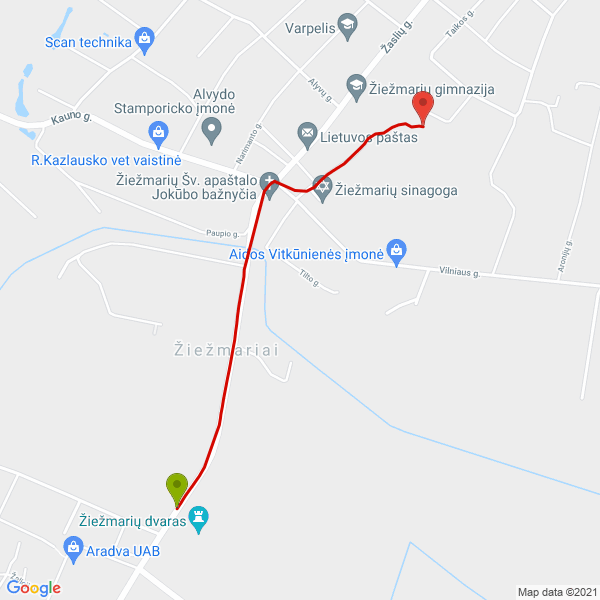 Varpelis
Žaslių g.
Taikos g.
Scan technika
Alyvų g.
Žiežmarių gimnazija
Alvydo
Stamporicko įmonė
Kauno g.
Narimanto g.
Lietuvos paštas
R.Kazlausko vet vaistinė
Žiežmarių Šv. apaštalo
Jokūbo bažnyčia
Žiežmarių sinagoga
Paupio g.
Aidos Vitkūnienės įmonė
Vilniaus g.
Aronijų g.
Tilto g.
Žiežmariai
Žiežmarių dvaras
Aradva UAB
Google
Map data ©2021